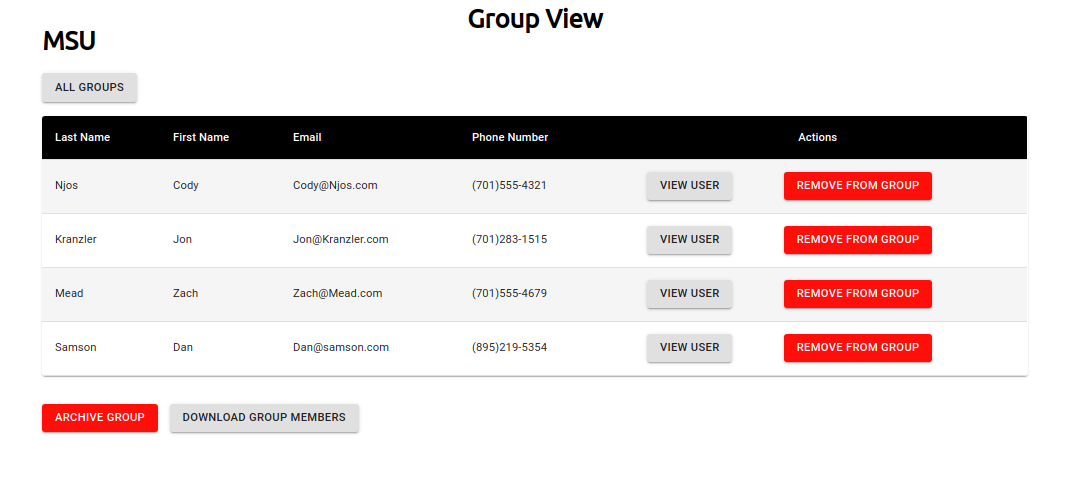 Group View
MSU
ALL GROUPS
Last Name First Name Email Phone Number Actions
Njos Cody Cody@Njos.com (701)555-4321 VIEW USER REMOVE FROM GROUP
Kranzler Jon Jon@Kranzler.com (701)283-1515 VIEW USER REMOVE FROM GROUP
Mead Zach Zach@Mead.com (701)555-4679 VIEW USER REMOVE FROM GROUP
Samson Dan Dan@samson.com (895)219-5354 VIEW USER REMOVE FROM GROUP
ARCHIVE GROUP DOWNLOAD GROUP MEMBERS